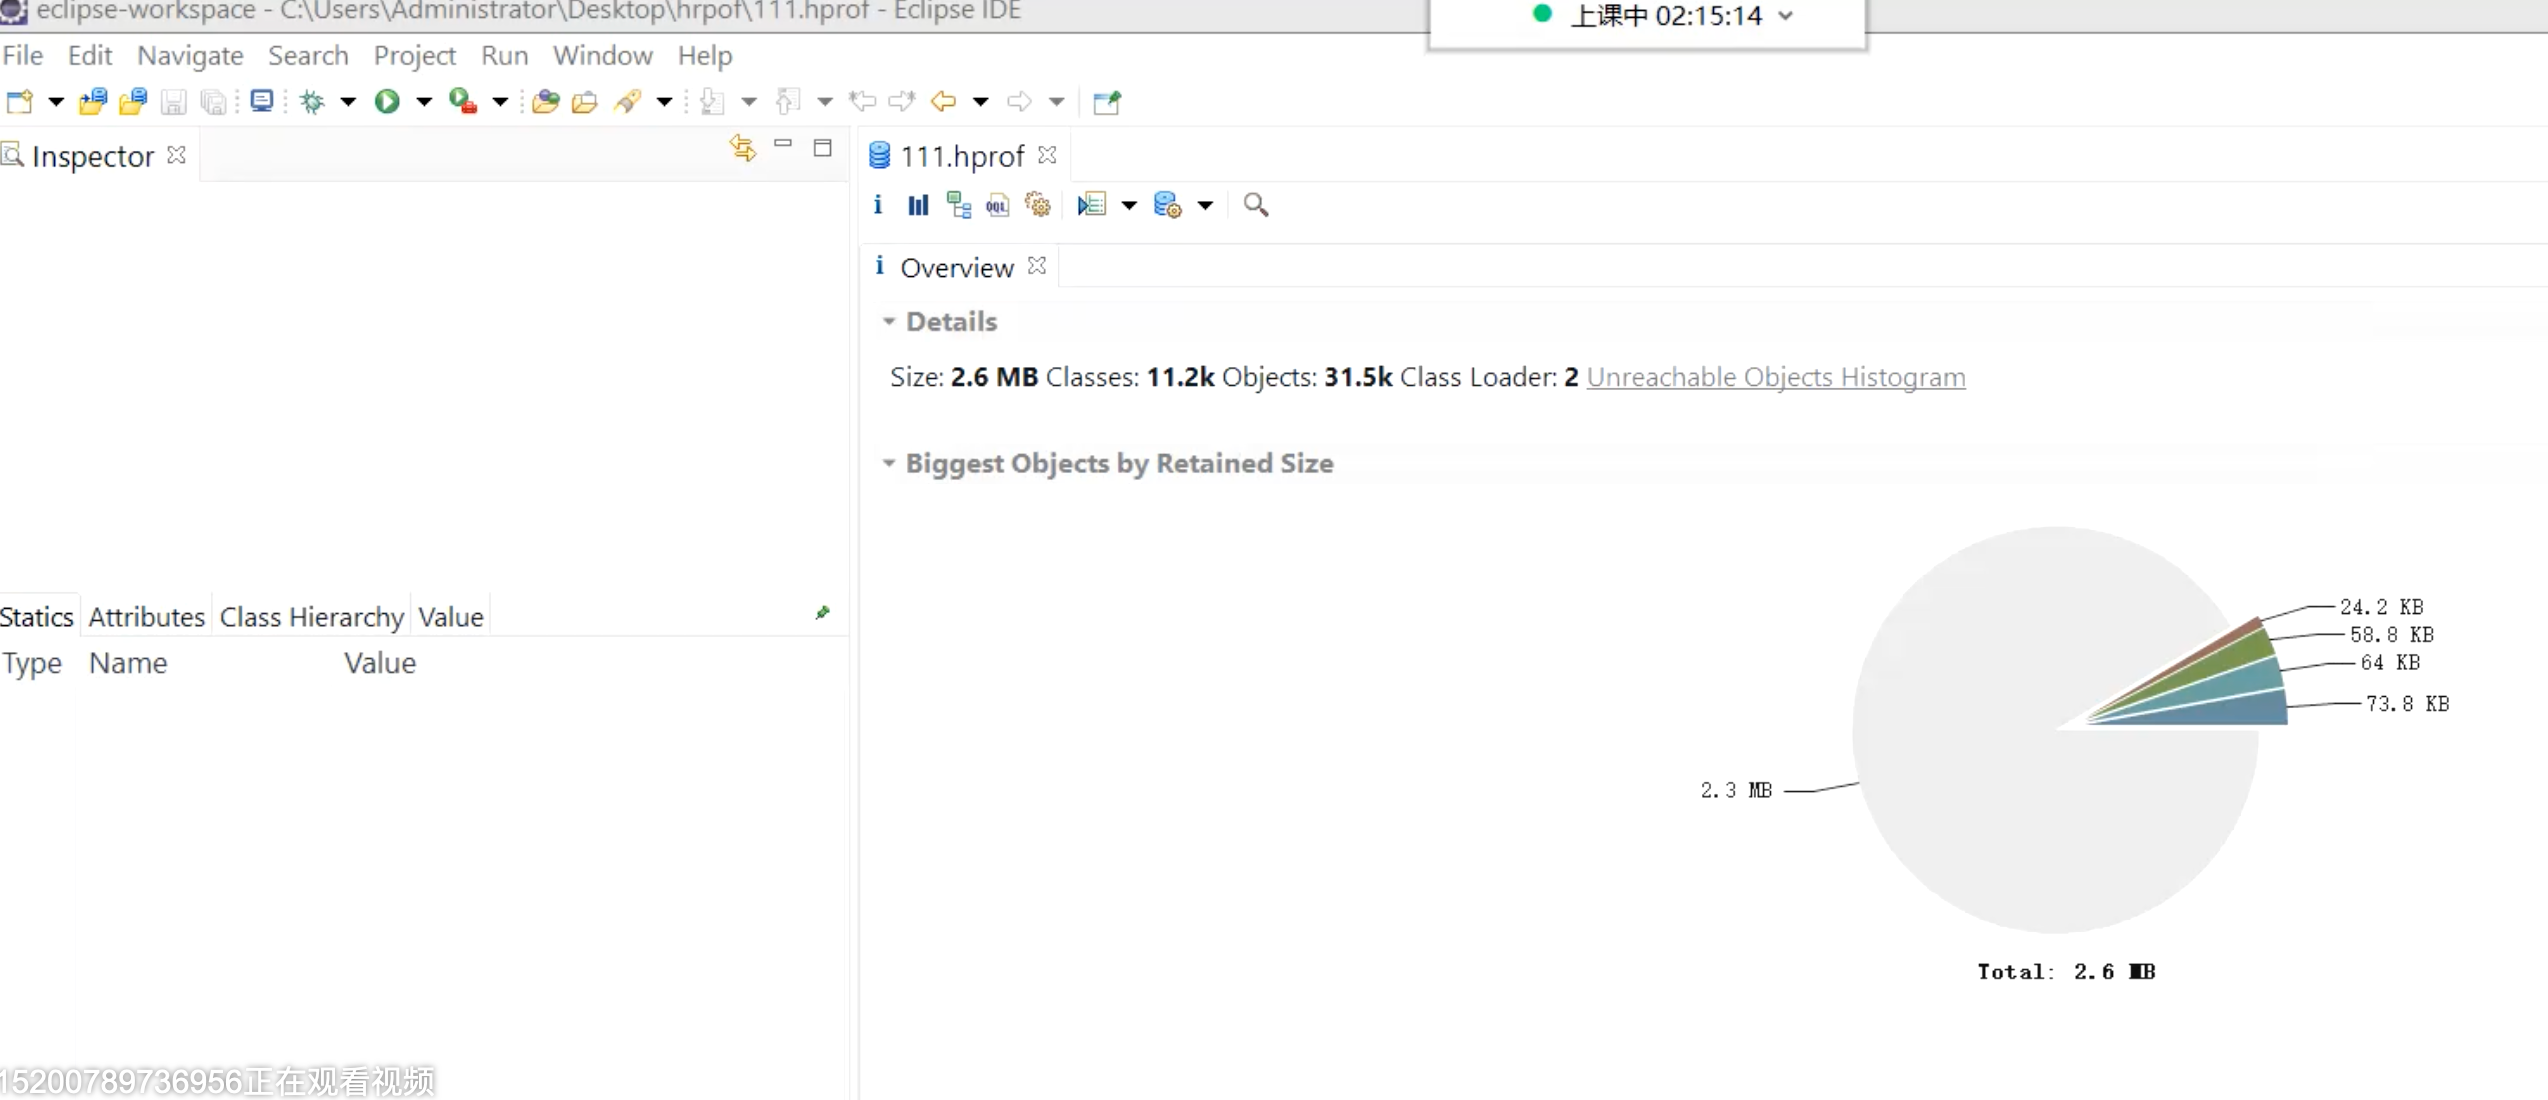 eclipse-workspace - C:\Users\Administrator\Desktop\hrpof\111.hprof - Eclipse IDE
上课中 02:15:14
File Edit Navigate Search Project Run Window Help
Inspector
111.hprof
OQL
Overview
Details
Size: 2.6 MB Classes: 11.2k Objects: 31.5k Class Loader: 2 Unreachable Objects Histogram
Biggest Objects by Retained Size
24.2 KB
58.8 KB
64 KB
73.8 KB
2.3 MB
Total: 2.6 MB
Statics Attributes Class Hierarchy Value
Type Name Value
15200789736956正在观看视频